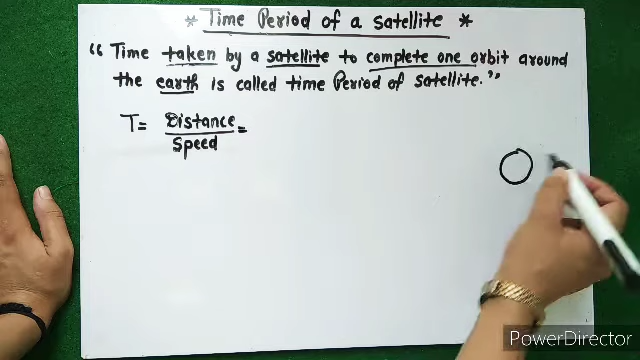 * Time Period of a Satellite *
“ Time taken by a satellite to complete one orbit around
the earth is called time Period of Satellite.”
T= Distance
Speed =
PowerDirector